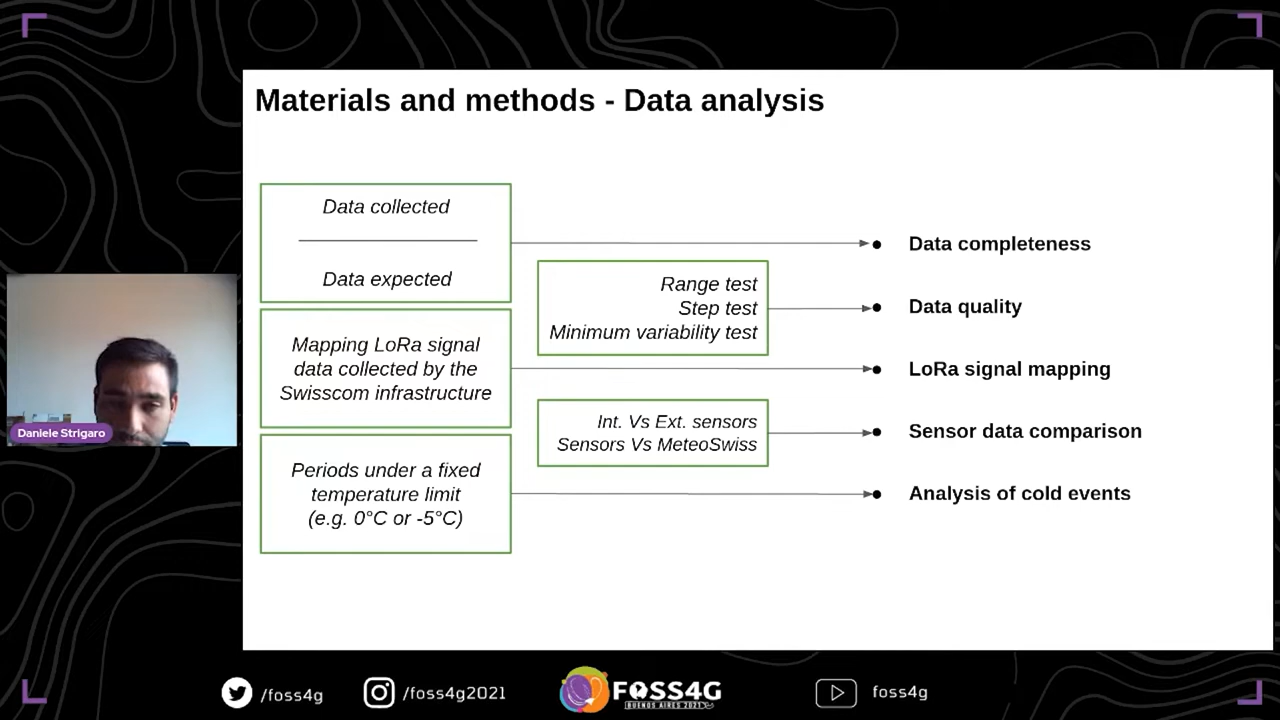 Materials and methods - Data analysis
Data collected
Data expected
Data completeness
Range test
Step test
Minimum variability test
Data quality
Mapping LoRa signal
data collected by the
Swisscom infrastructure
LoRa signal mapping
Int. Vs Ext. sensors
Sensors Vs MeteoSwiss
Sensor data comparison
Periods under a fixed
temperature limit
(e.g. 0°C or -5°C)
Analysis of cold events
Daniele Strigaro
/foss4g
/foss4g2021
FOSS4G
BUENOS AIRES 2021
foss4g